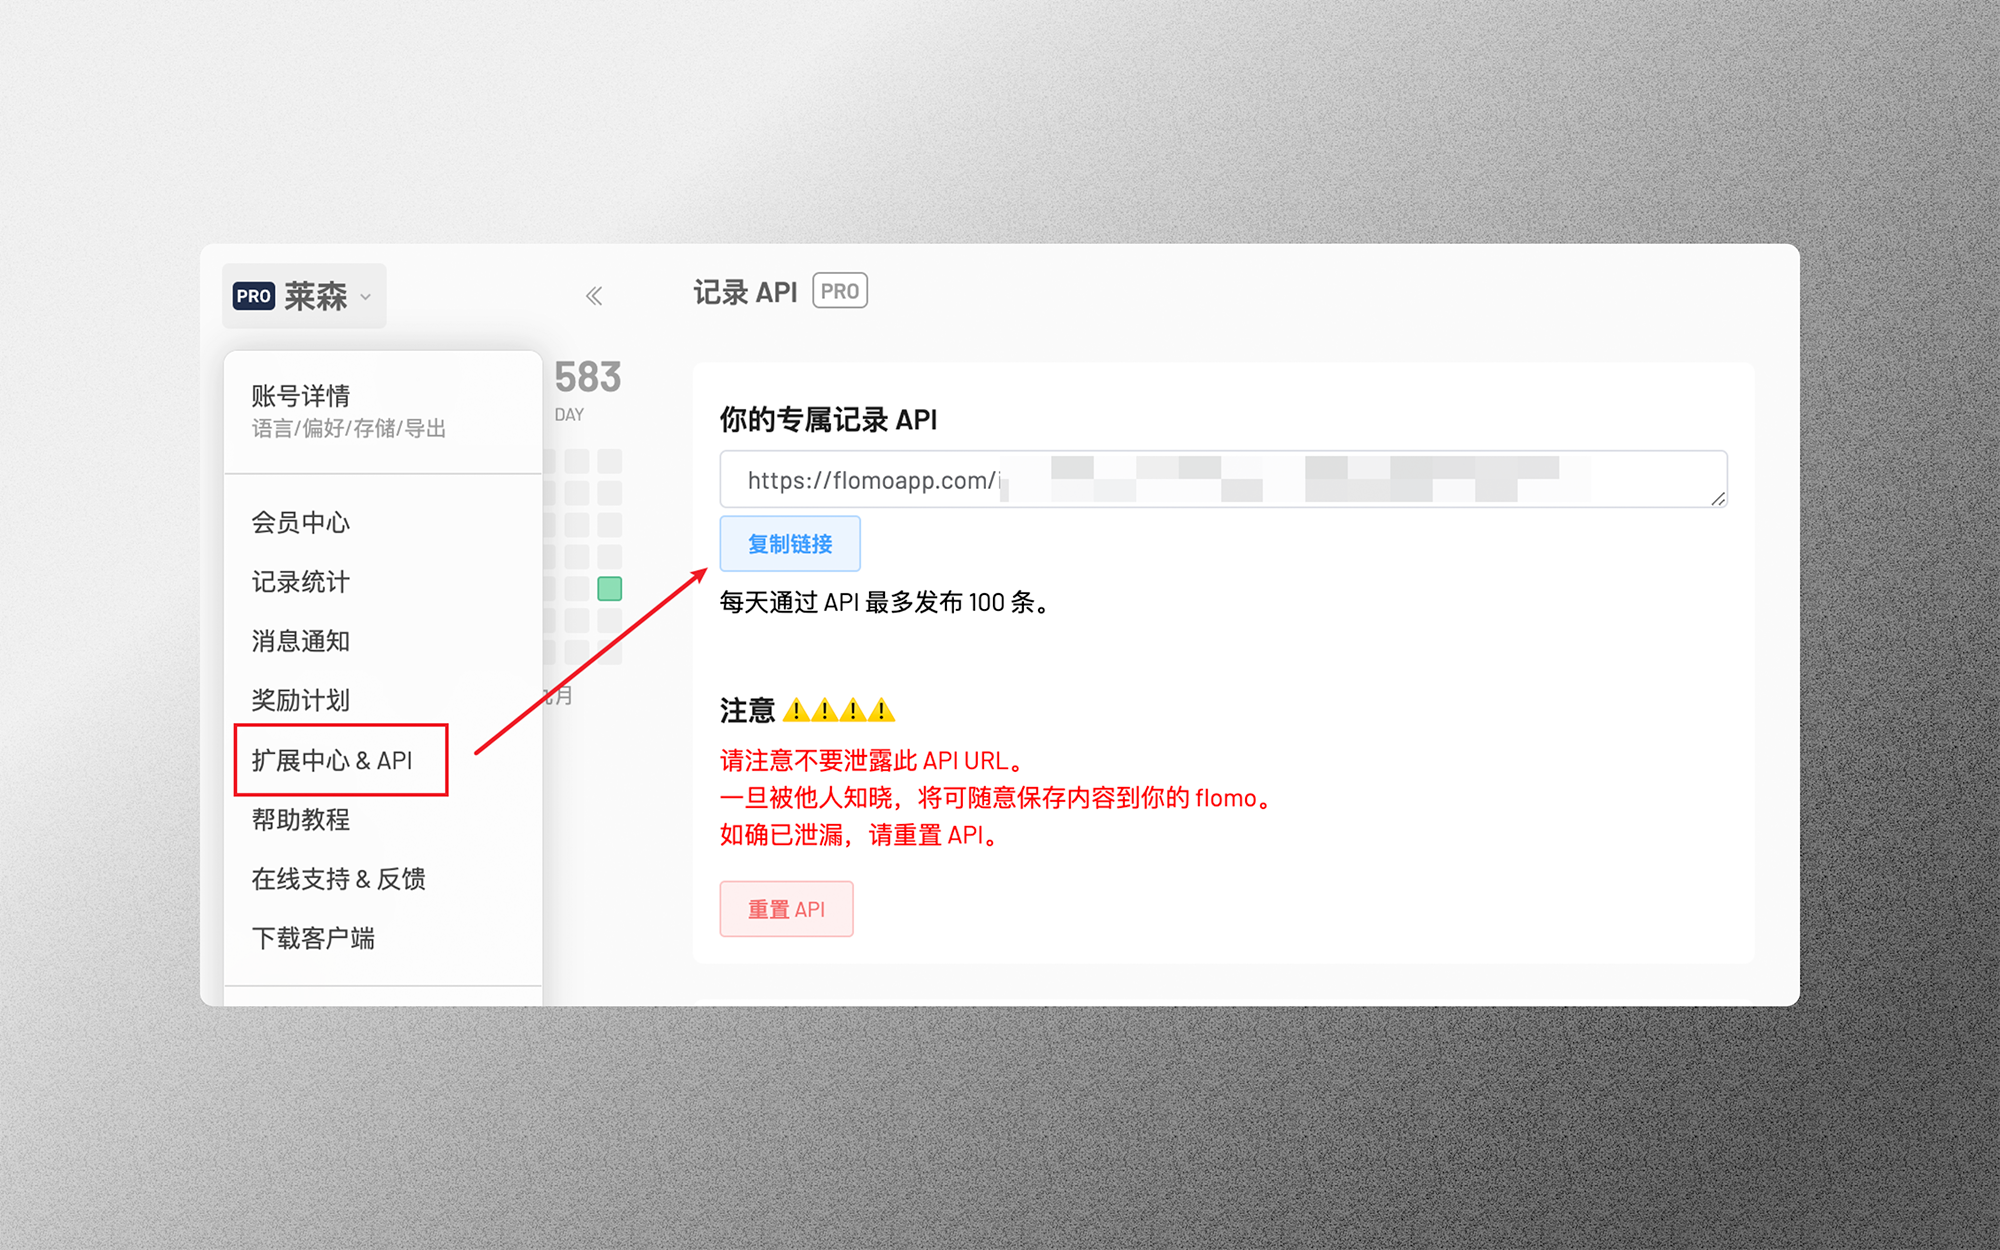 PRO 莱森
账号详情
语言/偏好/存储/导出
会员中心
记录统计
消息通知
奖励计划
扩展中心 & API
帮助教程
在线支持 & 反馈
下载客户端
583
DAY
月
记录 API PRO
你的专属记录 API
https://flomoapp.com/i
复制链接
每天通过 API 最多发布 100 条。
注意 ⚠️⚠️⚠️⚠️
请注意不要泄露此 API URL。
一旦被他人知晓，将可随意保存内容到你的 flomo。
如确已泄漏，请重置 API。
重置 API